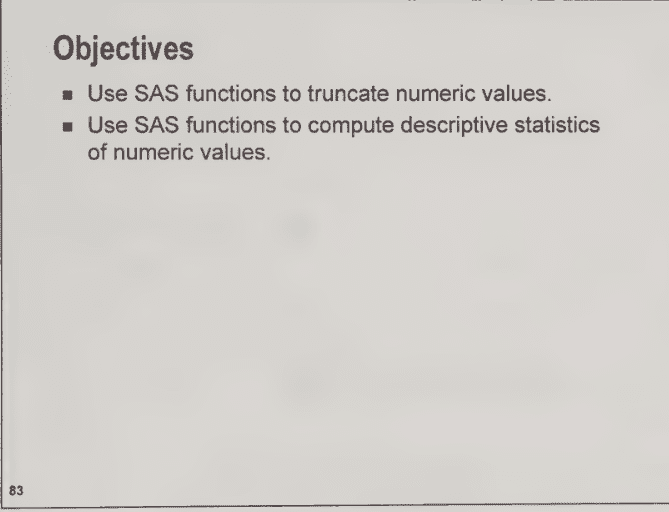 Objectives
■ Use SAS functions to truncate numeric values.
■ Use SAS functions to compute descriptive statistics
of numeric values.
83